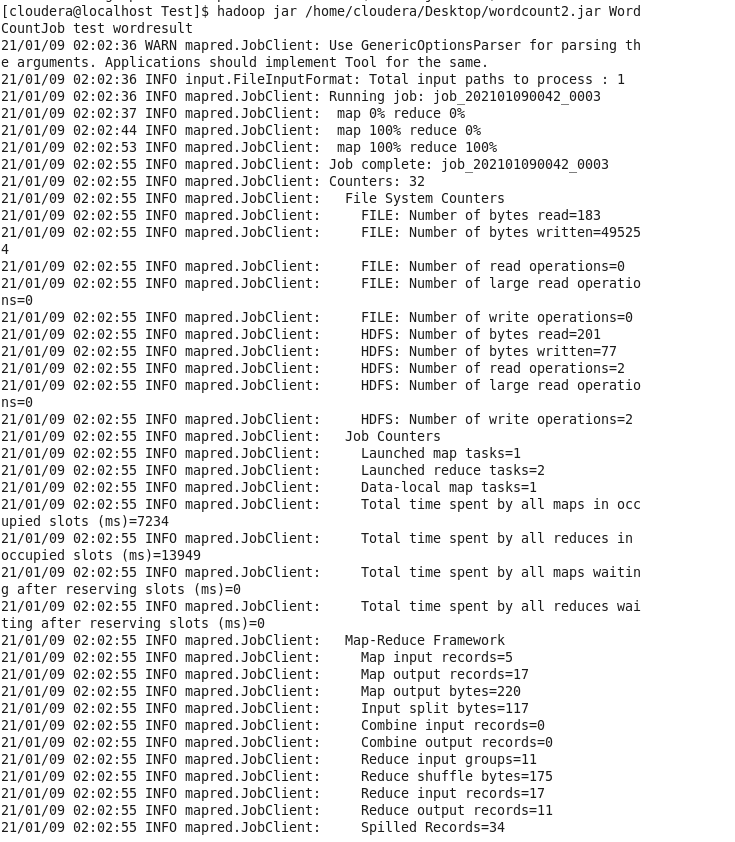 [cloudera@localhost Test]$ hadoop jar /home/cloudera/Desktop/wordcount2.jar Word
CountJob test wordresult
21/01/09 02:02:36 WARN mapred.JobClient: Use GenericOptionsParser for parsing th
e arguments. Applications should implement Tool for the same.
21/01/09 02:02:36 INFO input.FileInputFormat: Total input paths to process : 1
21/01/09 02:02:36 INFO mapred.JobClient: Running job: job_202101090042_0003
21/01/09 02:02:37 INFO mapred.JobClient:  map 0% reduce 0%
21/01/09 02:02:44 INFO mapred.JobClient:  map 100% reduce 0%
21/01/09 02:02:53 INFO mapred.JobClient:  map 100% reduce 100%
21/01/09 02:02:55 INFO mapred.JobClient: Job complete: job_202101090042_0003
21/01/09 02:02:55 INFO mapred.JobClient: Counters: 32
21/01/09 02:02:55 INFO mapred.JobClient:   File System Counters
21/01/09 02:02:55 INFO mapred.JobClient:     FILE: Number of bytes read=183
21/01/09 02:02:55 INFO mapred.JobClient:     FILE: Number of bytes written=49525
4
21/01/09 02:02:55 INFO mapred.JobClient:     FILE: Number of read operations=0
21/01/09 02:02:55 INFO mapred.JobClient:     FILE: Number of large read operatio
ns=0
21/01/09 02:02:55 INFO mapred.JobClient:     FILE: Number of write operations=0
21/01/09 02:02:55 INFO mapred.JobClient:     HDFS: Number of bytes read=201
21/01/09 02:02:55 INFO mapred.JobClient:     HDFS: Number of bytes written=77
21/01/09 02:02:55 INFO mapred.JobClient:     HDFS: Number of read operations=2
21/01/09 02:02:55 INFO mapred.JobClient:     HDFS: Number of large read operatio
ns=0
21/01/09 02:02:55 INFO mapred.JobClient:     HDFS: Number of write operations=2
21/01/09 02:02:55 INFO mapred.JobClient:   Job Counters
21/01/09 02:02:55 INFO mapred.JobClient:     Launched map tasks=1
21/01/09 02:02:55 INFO mapred.JobClient:     Launched reduce tasks=2
21/01/09 02:02:55 INFO mapred.JobClient:     Data-local map tasks=1
21/01/09 02:02:55 INFO mapred.JobClient:     Total time spent by all maps in occ
upied slots (ms)=7234
21/01/09 02:02:55 INFO mapred.JobClient:     Total time spent by all reduces in
occupied slots (ms)=13949
21/01/09 02:02:55 INFO mapred.JobClient:     Total time spent by all maps waitin
g after reserving slots (ms)=0
21/01/09 02:02:55 INFO mapred.JobClient:     Total time spent by all reduces wai
ting after reserving slots (ms)=0
21/01/09 02:02:55 INFO mapred.JobClient:   Map-Reduce Framework
21/01/09 02:02:55 INFO mapred.JobClient:     Map input records=5
21/01/09 02:02:55 INFO mapred.JobClient:     Map output records=17
21/01/09 02:02:55 INFO mapred.JobClient:     Map output bytes=220
21/01/09 02:02:55 INFO mapred.JobClient:     Input split bytes=117
21/01/09 02:02:55 INFO mapred.JobClient:     Combine input records=0
21/01/09 02:02:55 INFO mapred.JobClient:     Combine output records=0
21/01/09 02:02:55 INFO mapred.JobClient:     Reduce input groups=11
21/01/09 02:02:55 INFO mapred.JobClient:     Reduce shuffle bytes=175
21/01/09 02:02:55 INFO mapred.JobClient:     Reduce input records=17
21/01/09 02:02:55 INFO mapred.JobClient:     Reduce output records=11
21/01/09 02:02:55 INFO mapred.JobClient:     Spilled Records=34